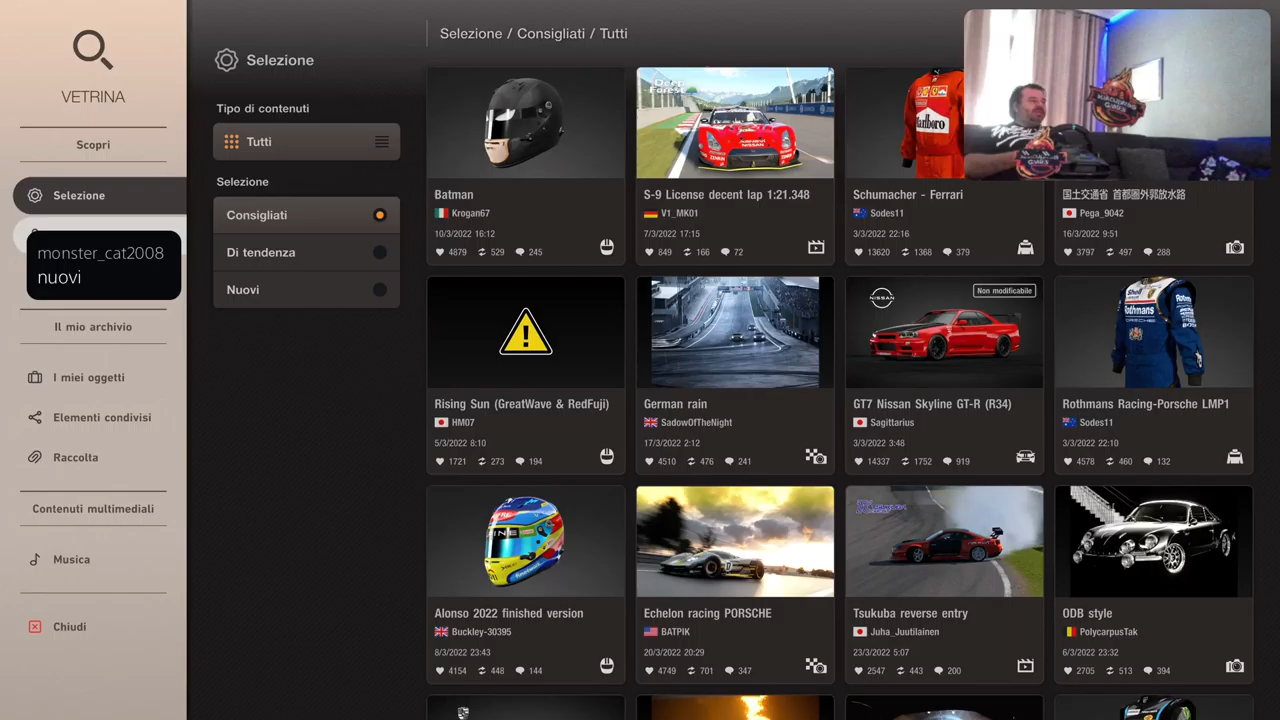 VETRINA
Scopri
Selezione
monster_cat2008
nuovi
Il mio archivio
I miei oggetti
Elementi condivisi
Raccolta
Contenuti multimediali
Musica
Chiudi
Selezione
Tipo di contenuti
Tutti
Selezione
Consigliati
Di tendenza
Nuovi
Selezione / Consigliati / Tutti
Batman
Krogan67
10/3/2022 16:12
4879 529 245
Deep Forest
S-9 License decent lap 1:21.348
V1_MK01
7/3/2022 17:15
849 166 72
Marlboro
Schumacher - Ferrari
Sodes11
3/3/2022 22:16
13620 1368 379
国土交通省 首都圏外郭放水路
Pega_9042
16/3/2022 9:51
3797 497 288
Rising Sun (GreatWave & RedFuji)
HM07
5/3/2022 8:10
1721 273 194
German rain
SadowOfTheNight
17/3/2022 2:12
4510 476 241
NISSAN
Non modificabile
GT7 Nissan Skyline GT-R (R34)
Sagittarius
3/3/2022 3:48
14337 1752 919
Shell
Rothmans
Rothmans Racing-Porsche LMP1
Sodes11
3/3/2022 22:10
4578 460 132
Alonso 2022 finished version
Buckley-30395
8/3/2022 23:43
4154 448 144
Echelon racing PORSCHE
BATPIK
20/3/2022 20:29
4749 701 347
Tsukuba reverse entry
Juha_Juutilainen
23/3/2022 5:07
2547 443 200
ODB style
PolycarpusTak
6/3/2022 23:32
2705 513 394